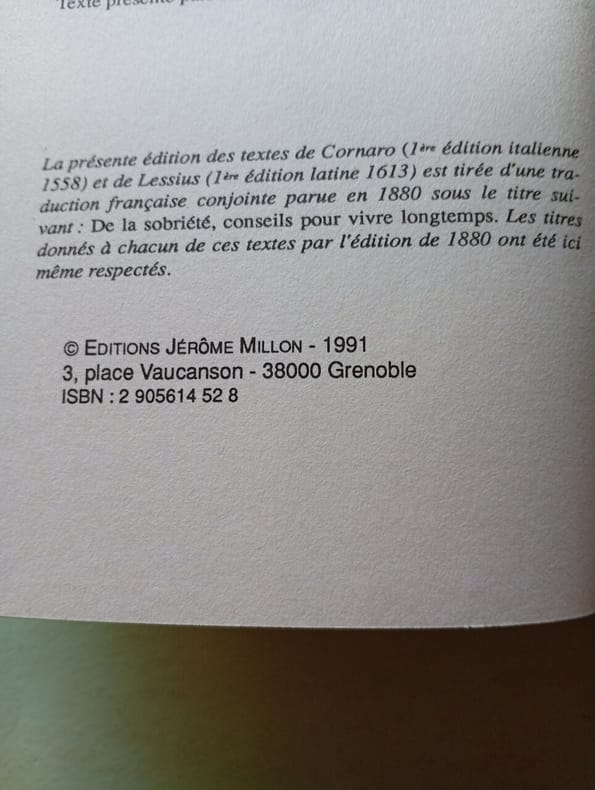 Texte présenté
La présente édition des textes de Cornaro (1ère édition italienne
1558) et de Lessius (1ère édition latine 1613) est tirée d'une tra-
duction française conjointe parue en 1880 sous le titre sui-
vant : De la sobriété, conseils pour vivre longtemps. Les titres
donnés à chacun de ces textes par l'édition de 1880 ont été ici
même respectés.
© EDITIONS JÉRÔME MILLON - 1991
3, place Vaucanson - 38000 Grenoble
ISBN : 2 905614 52 8